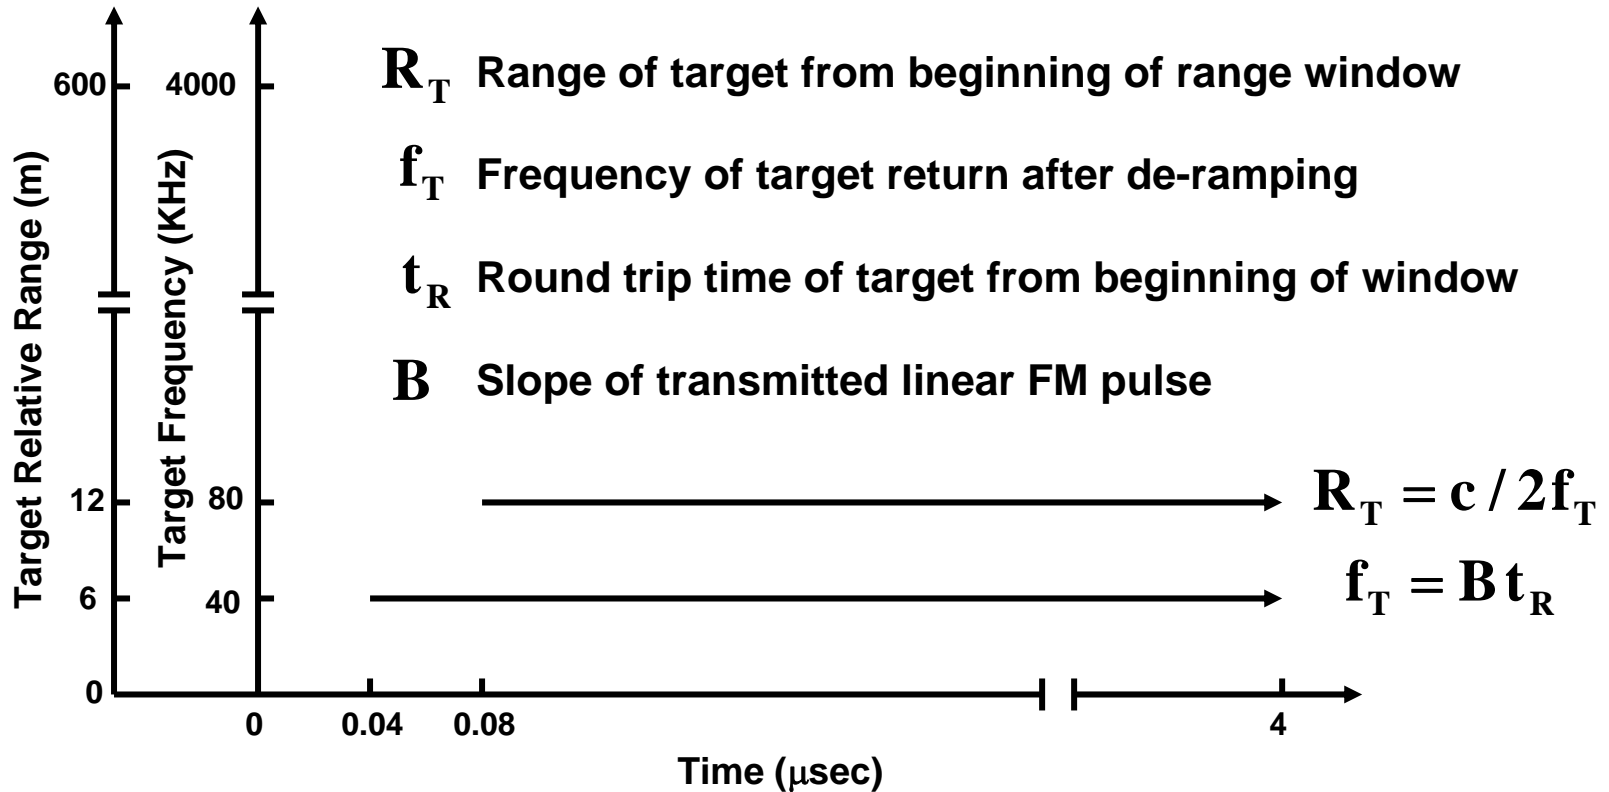 600
4000
R_T Range of target from beginning of range window
f_T Frequency of target return after de-ramping
t_R Round trip time of target from beginning of window
B Slope of transmitted linear FM pulse
Target Relative Range (m)
Target Frequency (KHz)
12
80
R_T = c / 2f_T
6
40
f_T = B t_R
0
0
0.04
0.08
4
Time (μsec)